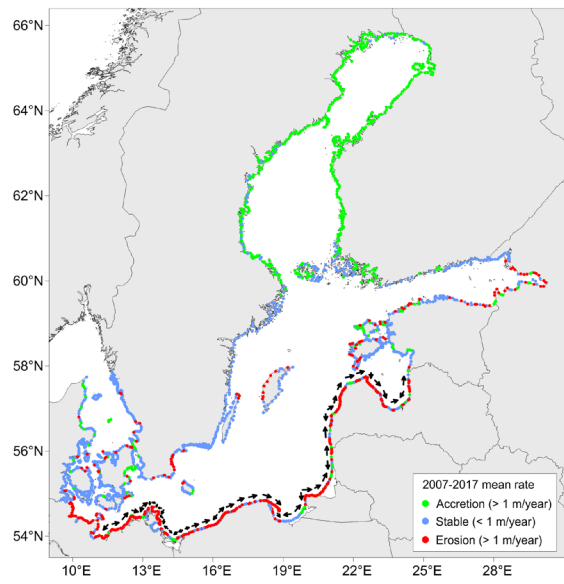 66°N
64°N
62°N
60°N
58°N
56°N
54°N
2007-2017 mean rate
Accretion (> 1 m/year)
Stable (< 1 m/year)
Erosion (> 1 m/year)
10°E 13°E 16°E 19°E 22°E 25°E 28°E